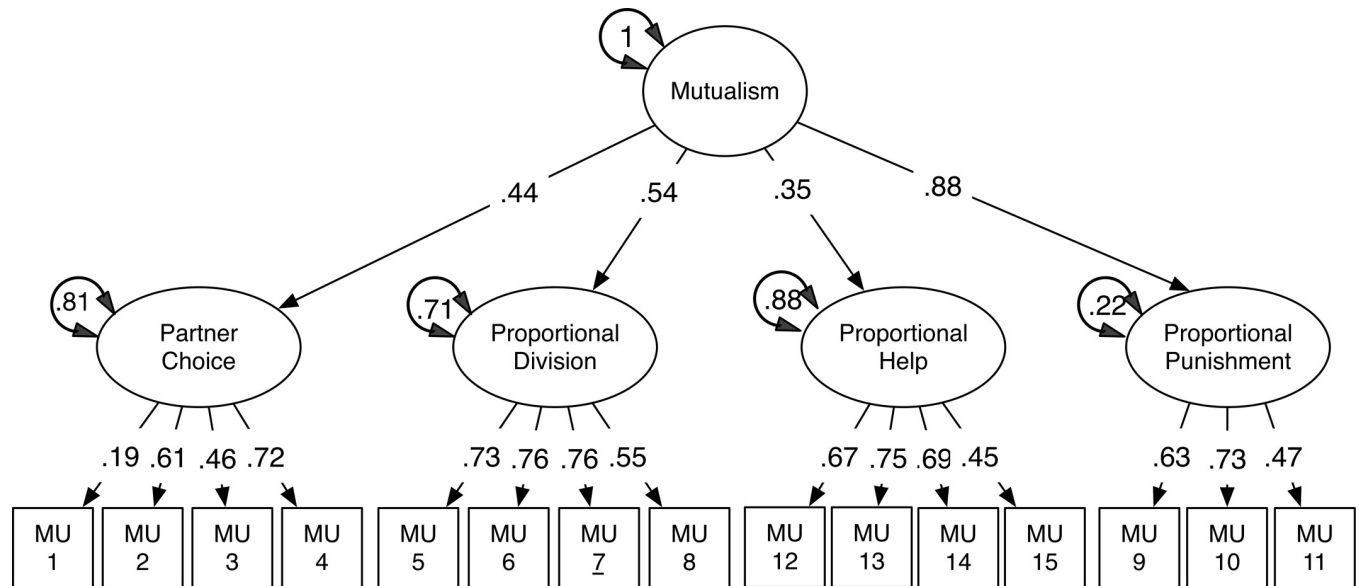 1
Mutualism
.44 .54 .35 .88
.81 .71 .88 .22
Partner
Choice
Proportional
Division
Proportional
Help
Proportional
Punishment
.19 .61 .46 .72 .73 .76 .76 .55 .67 .75 .69 .45 .63 .73 .47
MU
1
MU
2
MU
3
MU
4
MU
5
MU
6
MU
7
MU
8
MU
12
MU
13
MU
14
MU
15
MU
9
MU
10
MU
11